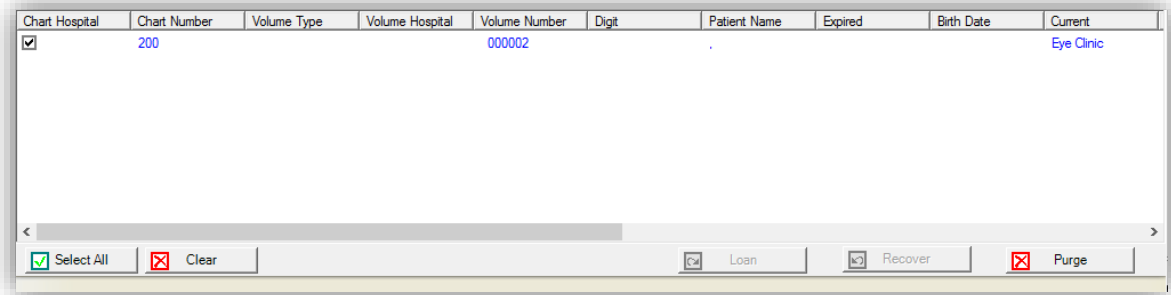 Chart Hospital Chart Number Volume Type Volume Hospital Volume Number Digit Patient Name Expired Birth Date Current
200 000002 , Eye Clinic
< >
Select All Clear Loan Recover Purge